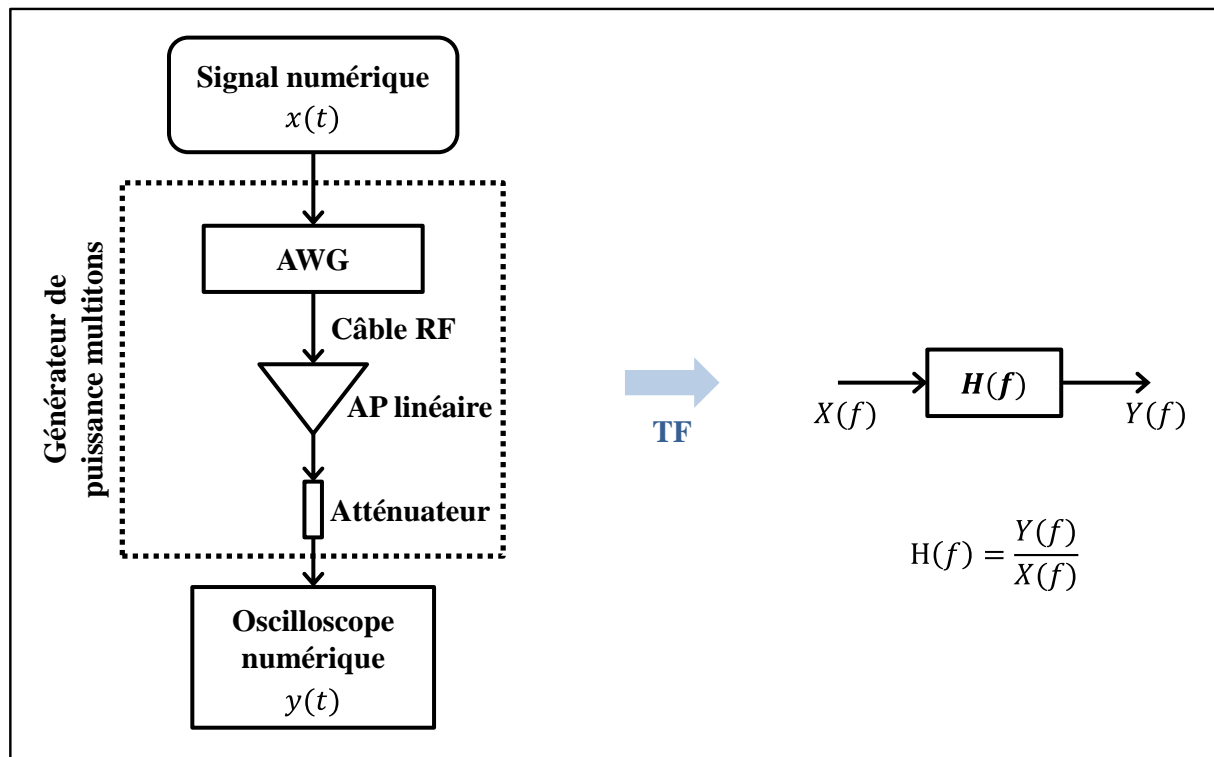 Signal numérique
x(t)
Générateur de
puissance multitons
AWG
Câble RF
AP linéaire
Atténuateur
Oscilloscope
numérique
y(t)
TF
X(f)
H(f)
Y(f)
H(f) = Y(f) / X(f)